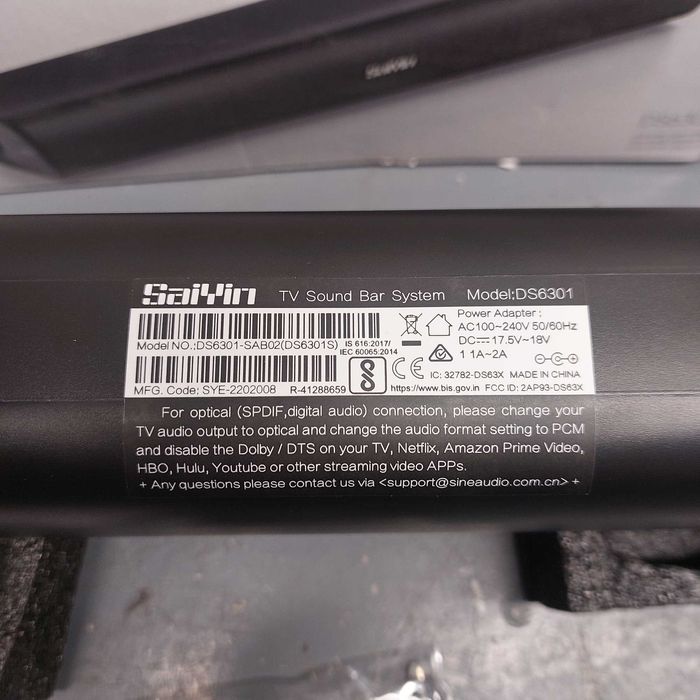 SaiYin
SaiYin TV Sound Bar System Model:DS6301
Power Adapter :
AC100~240V 50/60Hz
Model NO.:DS6301-SAB02(DS6301S) IS 616:2017/
IEC 60065:2014
DC⎓17.5V~18V
1 1A~2A
IC: 32782-DS63X MADE IN CHINA
MFG. Code; SYE-2202008 R-41288659 https://www.bis.gov.in FCC ID: 2AP93-DS63X
For optical (SPDIF,digital audio) connection, please change your
TV audio output to optical and change the audio format setting to PCM
and disable the Dolby / DTS on your TV, Netflix, Amazon Prime Video,
HBO, Hulu, Youtube or other streaming video APPs.
+ Any questions please contact us via <support@sineaudio.com.cn> +